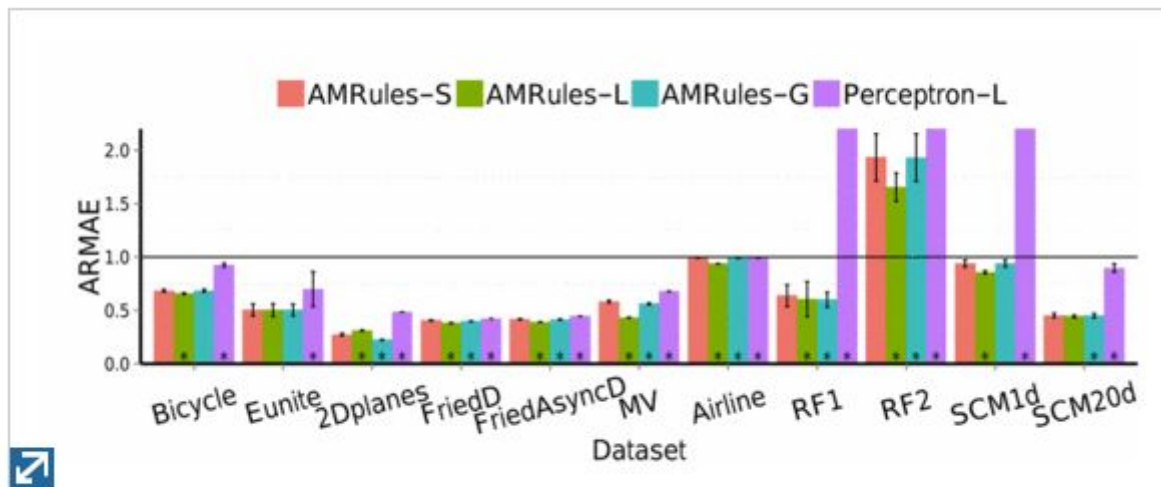 AMRules-S AMRules-L AMRules-G Perceptron-L
2.0
1.5
1.0
0.5
0.0
ARMAE
* * * * * * * * * * * * * * * * * * * * * * * * * * *
Bicycle Eunite 2Dplanes FriedD FriedAsyncD MV Airline RF1 RF2 SCM1d SCM20d
Dataset